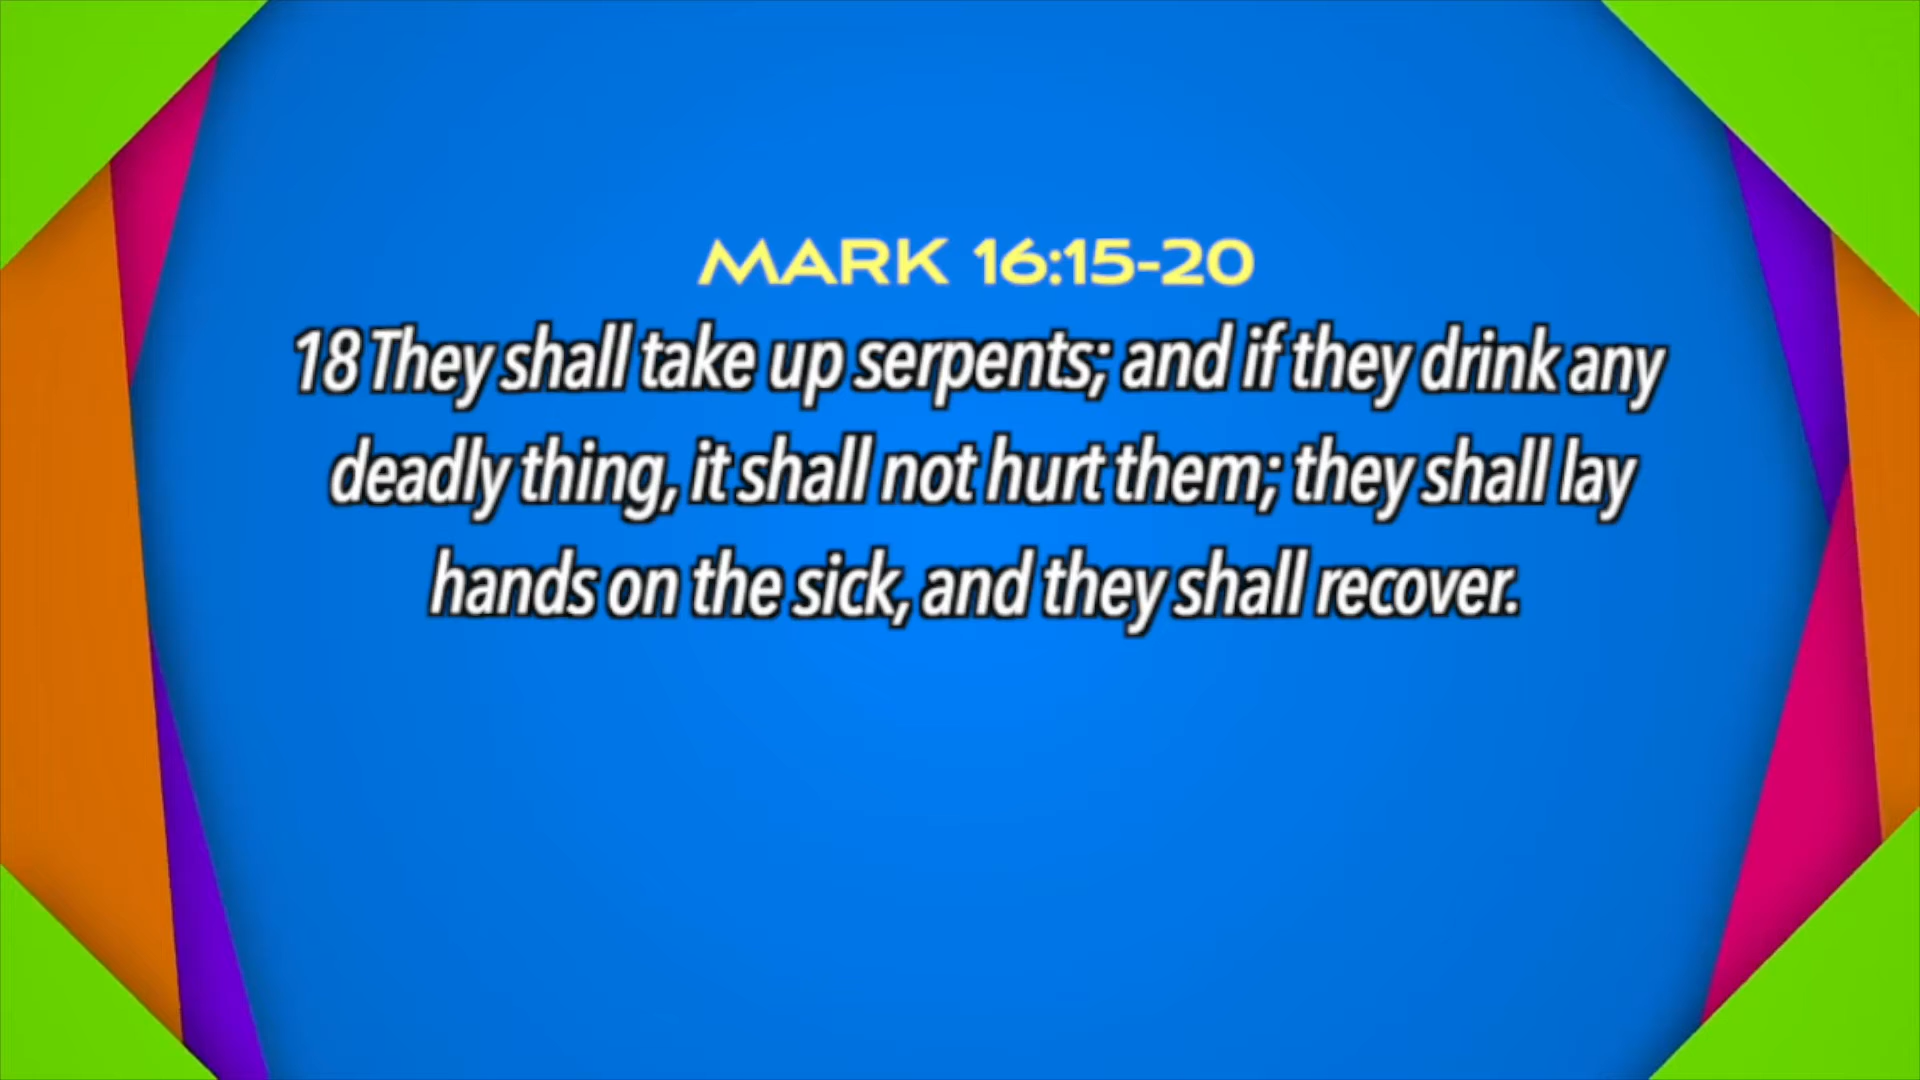 MARK 16:15-20
18 They shall take up serpents; and if they drink any
deadly thing, it shall not hurt them; they shall lay
hands on the sick, and they shall recover.